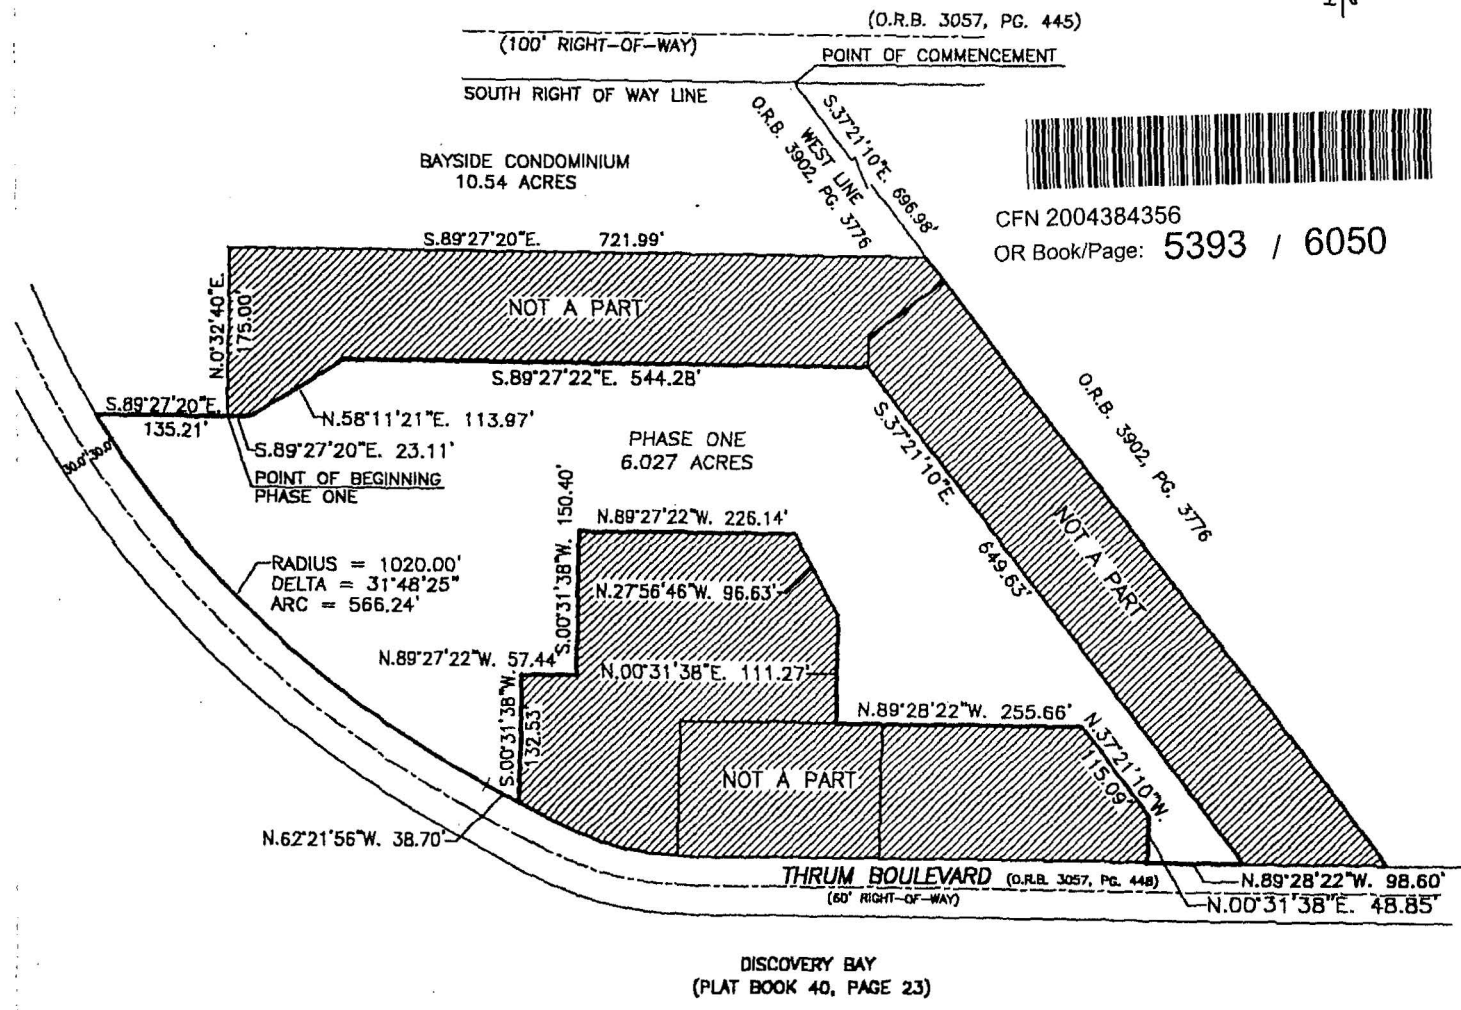 (O.R.B. 3057, PG. 445)
(100' RIGHT-OF-WAY)
POINT OF COMMENCEMENT
SOUTH RIGHT OF WAY LINE
S.37°21'10"E. 696.98'
WEST LINE
O.R.B. 3902, PG. 3776
BAYSIDE CONDOMINIUM
10.54 ACRES
CFN 2004384356
OR Book/Page: 5393 / 6050
S.89°27'20"E. 721.99'
N.0°32'40"E.
175.00'
NOT A PART
S.89°27'22"E. 544.28'
S.89°27'20"E.
135.21'
N.58°11'21"E. 113.97'
S.89°27'20"E. 23.11'
POINT OF BEGINNING
PHASE ONE
30.0' 30.0'
PHASE ONE
6.027 ACRES
S.37°21'10"E.
649.63'
O.R.B. 3902, PG. 3776
NOT A PART
N.89°27'22"W. 226.14'
S.00°31'38"W. 150.40'
RADIUS = 1020.00'
DELTA = 31°48'25"
ARC = 566.24'
N.27°56'46"W. 96.63'
N.89°27'22"W. 57.44'
N.00°31'38"E. 111.27'
S.00°31'38"W.
132.53'
N.89°28'22"W. 255.66'
N.37°21'10"W.
115.09'
NOT A PART
N.62°21'56"W. 38.70'
THRUM BOULEVARD (O.R.B. 3057, PG. 448)
(60' RIGHT-OF-WAY)
N.89°28'22"W. 98.60'
N.00°31'38"E. 48.85'
DISCOVERY BAY
(PLAT BOOK 40, PAGE 23)